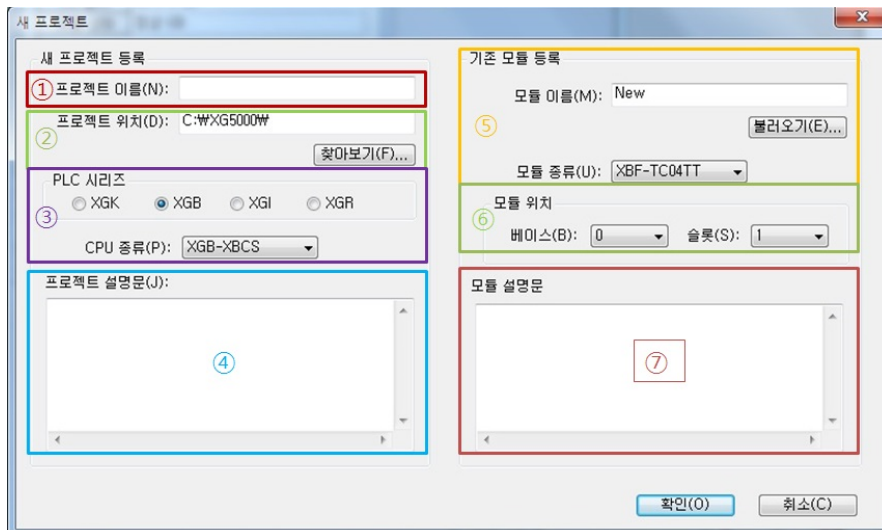 새 프로젝트
새 프로젝트 등록
① 프로젝트 이름(N):
② 프로젝트 위치(D): C:₩XG5000₩
찾아보기(F)...
③ PLC 시리즈
XGK XGB XGI XGR
CPU 종류(P): XGB-XBCS
프로젝트 설명문(J):
④
기존 모듈 등록
모듈 이름(M): New
⑤
불러오기(E)...
모듈 종류(U): XBF-TC04TT
⑥ 모듈 위치
베이스(B): 0 슬롯(S): 1
모듈 설명문
⑦
확인(O) 취소(C)